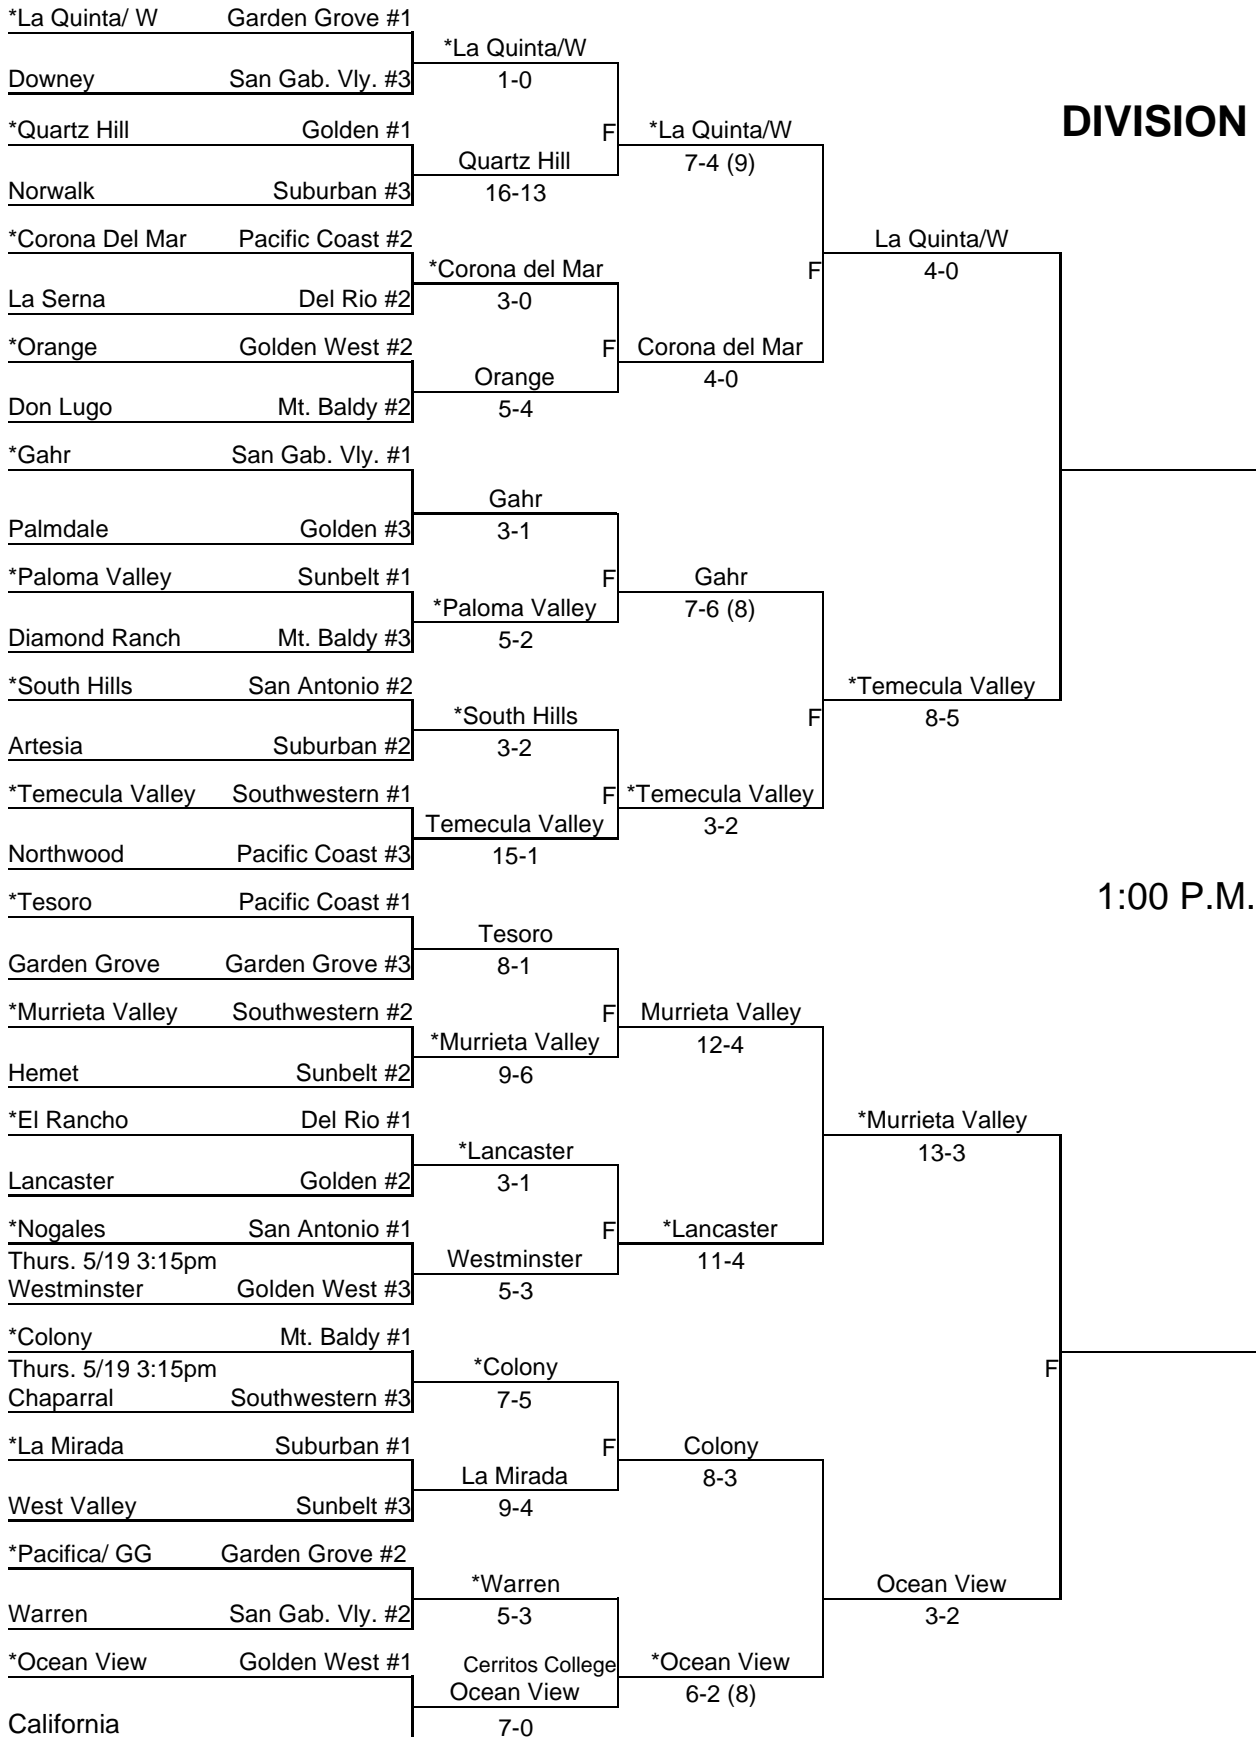 *La Quinta/ W Garden Grove #1
*La Quinta/W
Downey San Gab. Vly. #3 1-0
DIVISION
*Quartz Hill Golden #1 F *La Quinta/W
Quartz Hill 7-4 (9)
Norwalk Suburban #3 16-13
*Corona Del Mar Pacific Coast #2 La Quinta/W
*Corona del Mar F 4-0
La Serna Del Rio #2 3-0
*Orange Golden West #2 F Corona del Mar
Orange 4-0
Don Lugo Mt. Baldy #2 5-4
*Gahr San Gab. Vly. #1
Gahr
Palmdale Golden #3 3-1
*Paloma Valley Sunbelt #1 F Gahr
*Paloma Valley 7-6 (8)
Diamond Ranch Mt. Baldy #3 5-2
*South Hills San Antonio #2 *Temecula Valley
*South Hills F 8-5
Artesia Suburban #2 3-2
*Temecula Valley Southwestern #1 F *Temecula Valley
Temecula Valley 3-2
Northwood Pacific Coast #3 15-1
*Tesoro Pacific Coast #1 1:00 P.M.
Tesoro
Garden Grove Garden Grove #3 8-1
*Murrieta Valley Southwestern #2 F Murrieta Valley
*Murrieta Valley 12-4
Hemet Sunbelt #2 9-6
*El Rancho Del Rio #1 *Murrieta Valley
*Lancaster 13-3
Lancaster Golden #2 3-1
*Nogales San Antonio #1 F *Lancaster
Thurs. 5/19 3:15pm Westminster 11-4
Westminster Golden West #3 5-3
*Colony Mt. Baldy #1
Thurs. 5/19 3:15pm *Colony F
Chaparral Southwestern #3 7-5
*La Mirada Suburban #1 F Colony
La Mirada 8-3
West Valley Sunbelt #3 9-4
*Pacifica/ GG Garden Grove #2
*Warren Ocean View
Warren San Gab. Vly. #2 5-3 3-2
*Ocean View Golden West #1 Cerritos College *Ocean View
Ocean View 6-2 (8)
California 7-0